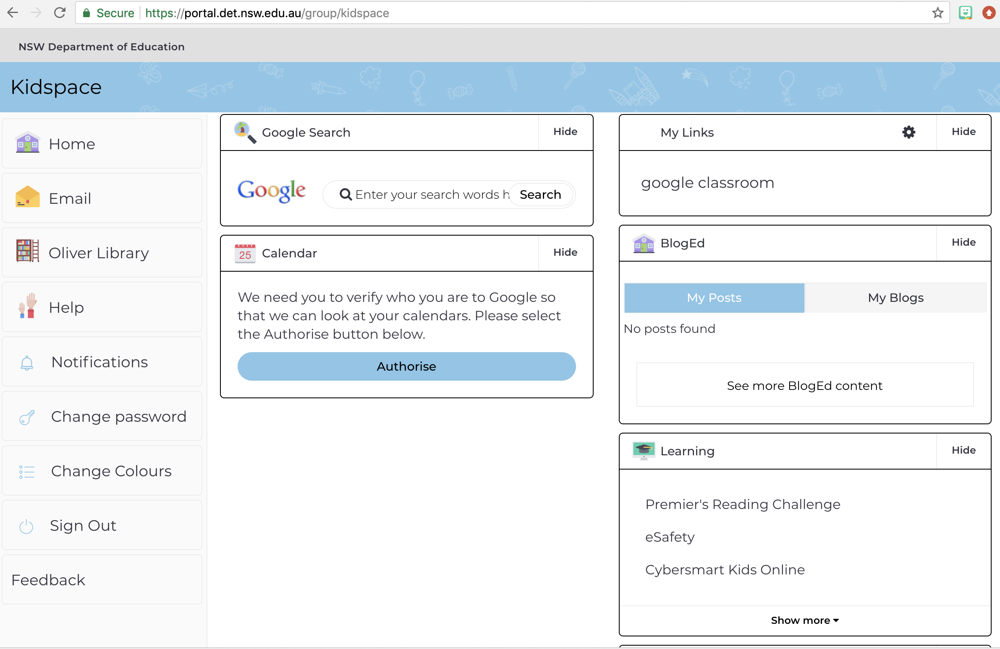 Secure https://portal.det.nsw.edu.au/group/kidspace
NSW Department of Education
Kidspace
Home
Email
Oliver Library
Help
Notifications
Change password
Change Colours
Sign Out
Feedback
Google Search Hide
Google Enter your search words h Search
25 Calendar Hide
We need you to verify who you are to Google so
that we can look at your calendars. Please select
the Authorise button below.
Authorise
My Links Hide
google classroom
BlogEd Hide
My Posts My Blogs
No posts found
See more BlogEd content
Learning Hide
Premier's Reading Challenge
eSafety
Cybersmart Kids Online
Show more